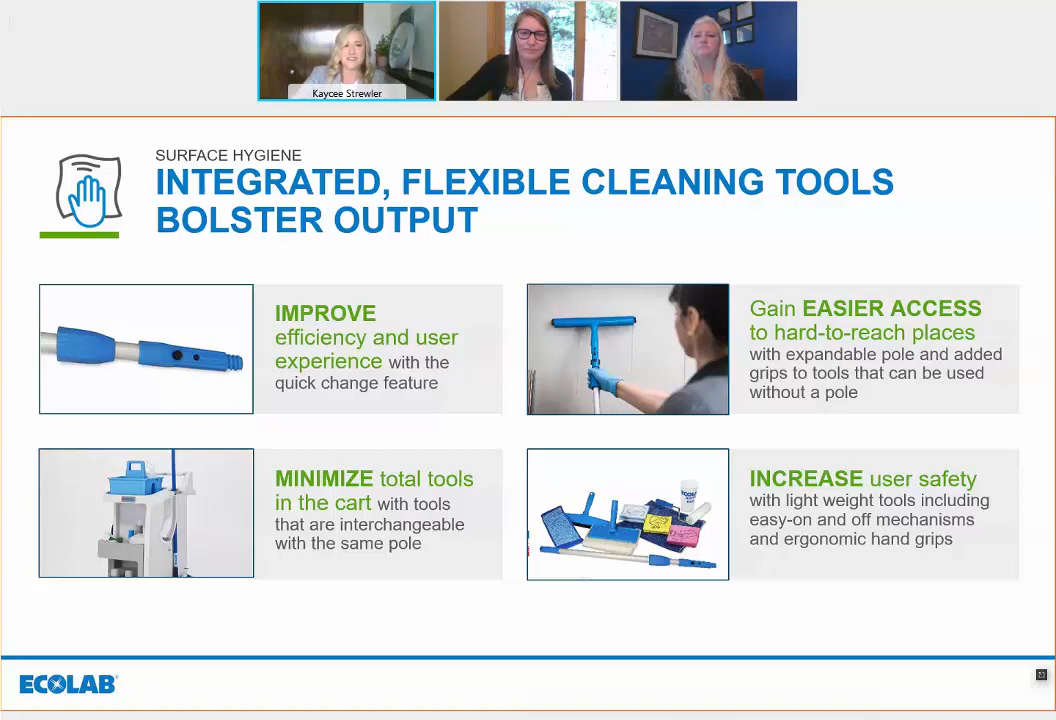 Kaycee Strewler
SURFACE HYGIENE
INTEGRATED, FLEXIBLE CLEANING TOOLS
BOLSTER OUTPUT
IMPROVE
efficiency and user
experience with the
quick change feature
Gain EASIER ACCESS
to hard-to-reach places
with expandable pole and added
grips to tools that can be used
without a pole
MINIMIZE total tools
in the cart with tools
that are interchangeable
with the same pole
INCREASE user safety
with light weight tools including
easy-on and off mechanisms
and ergonomic hand grips
ECOLAB®